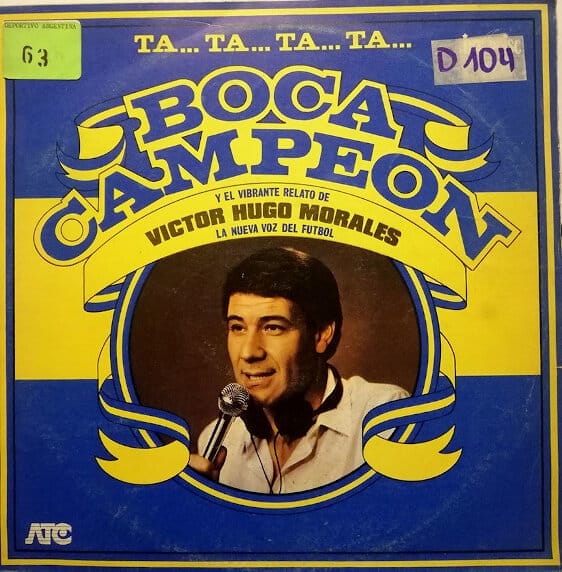 DEPORTIVO ARGENTINA
63
TA... TA... TA... TA...
D 104
BOCA
CAMPEON
Y EL VIBRANTE RELATO DE
VICTOR HUGO MORALES
LA NUEVA VOZ DEL FUTBOL
ATC